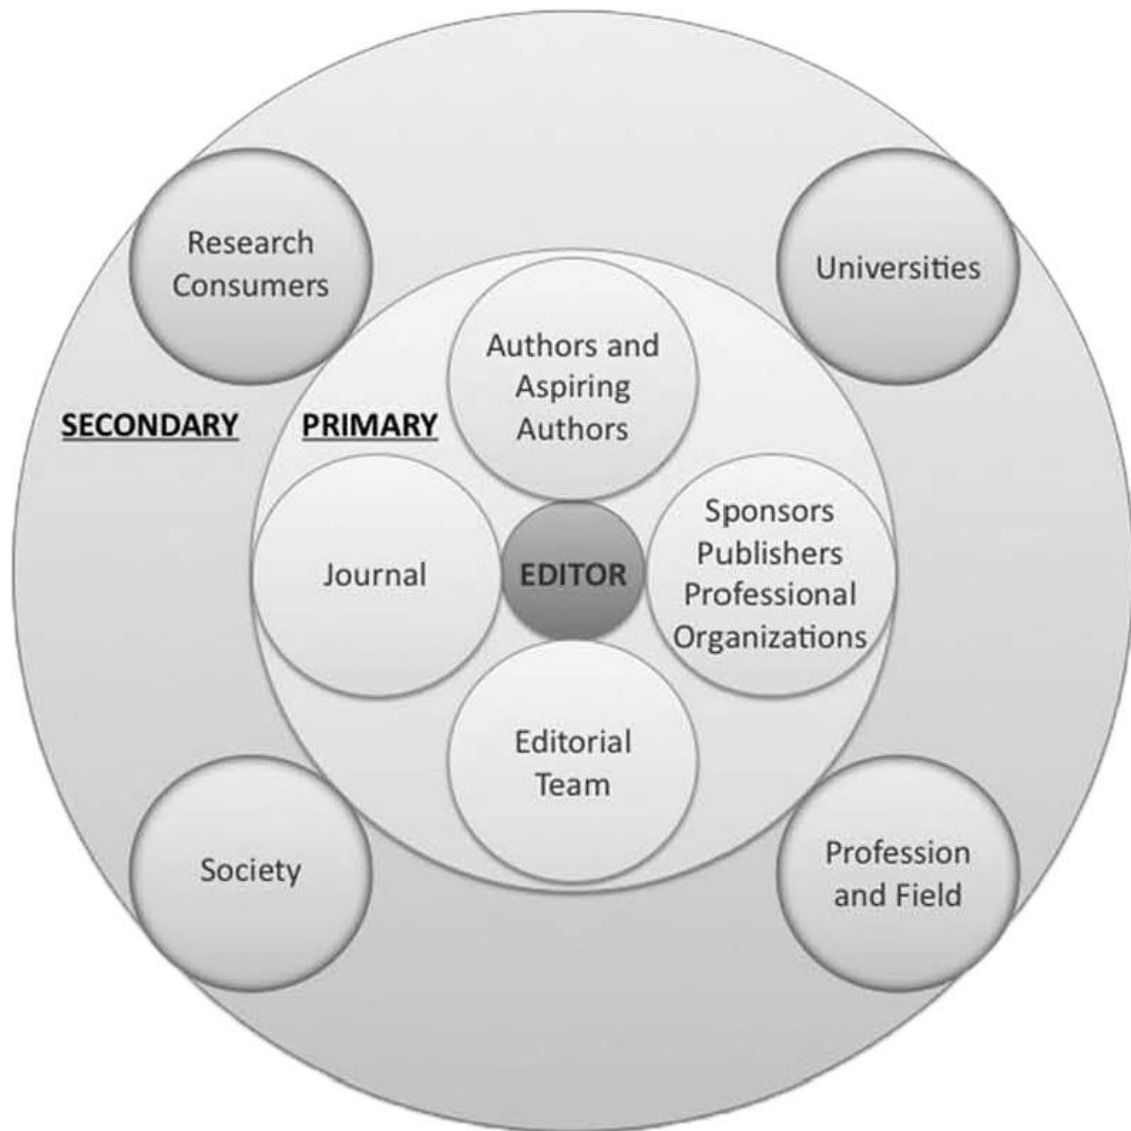 Research
Consumers
Universities
Authors and
Aspiring
Authors
SECONDARY
PRIMARY
Journal
EDITOR
Sponsors
Publishers
Professional
Organizations
Editorial
Team
Society
Profession
and Field